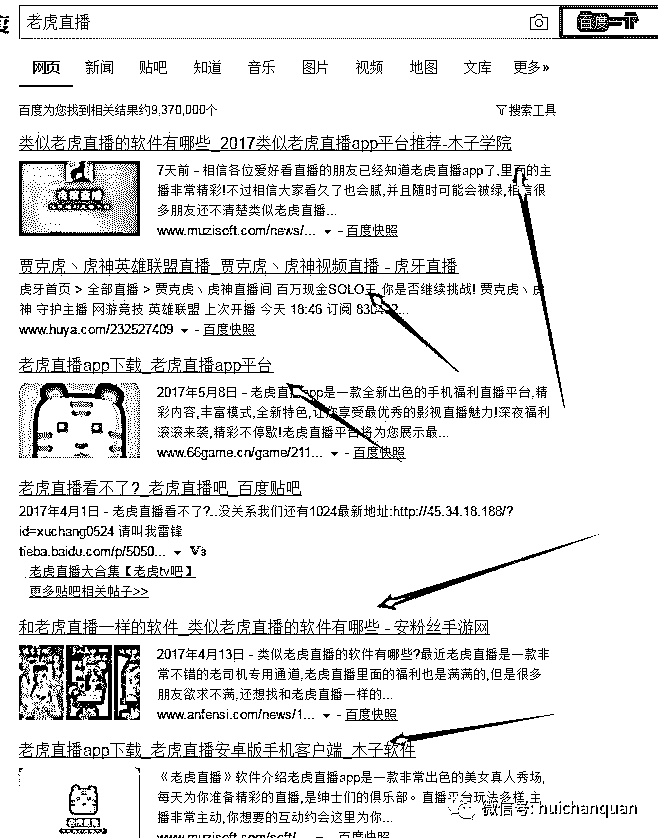 老虎直播
百度一下
网页 新闻 贴吧 知道 音乐 图片 视频 地图 文库 更多»
百度为您找到相关结果约9,370,000个 搜索工具
类似老虎直播的软件有哪些_2017类似老虎直播app平台推荐-木子学院
7天前 - 相信各位爱好看直播的朋友已经知道老虎直播app了,里面的主
播非常精彩!不过相信大家看久了也会腻,并且随时可能会被绿,相信很
多朋友还不清楚类似老虎直播...
www.muzisoft.com/news/... - 百度快照
贾克虎丶虎神英雄联盟直播_贾克虎丶虎神视频直播 - 虎牙直播
虎牙首页 > 全部直播 > 贾克虎丶虎神直播间 百万现金SOLO王,你是否继续挑战! 贾克虎丶虎
神 守护主播 网游竞技 英雄联盟 上次开播 今天 18:46 订阅
www.huya.com/232527409 - 百度快照
老虎直播app下载_老虎直播app平台
2017年5月8日 - 老虎直播app是一款全新出色的手机福利直播平台,精
彩内容,丰富模式,全新特色,让你享受最优秀的影视直播魅力!深夜福利
滚滚来袭,精彩不停歇!老虎直播平台将为您展示最...
www.66game.cn/game/211... - 百度快照
老虎直播看不了?_老虎直播吧_百度贴吧
2017年4月1日 - 老虎直播看不了?..没关系我们还有1024最新地址:http://45.34.18.188/?
id=xuchang0524 请叫我雷锋
tieba.baidu.com/p/5050... V3
老虎直播大合集【老虎tv吧】
更多贴吧相关帖子>>
和老虎直播一样的软件_类似老虎直播的软件有哪些 - 安粉丝手游网
2017年4月13日 - 类似老虎直播的软件有哪些?最近老虎直播是一款非
常不错的老司机专用通道,老虎直播里面的福利也是满满的,但是很多
朋友欲求不满,还想找和老虎直播一样的...
www.anfensi.com/news/1... - 百度快照
老虎直播app下载_老虎直播安卓版手机客户端_木子软件
《老虎直播》软件介绍老虎直播app是一款非常出色的美女真人秀场,
每天为你准备精彩的直播,是绅士们的俱乐部。直播平台玩法多样,主
播非常主动,你想要的互动约会这里为你...
www.muzisoft.com/soft/... - 百度快照
微信号: huichanquan